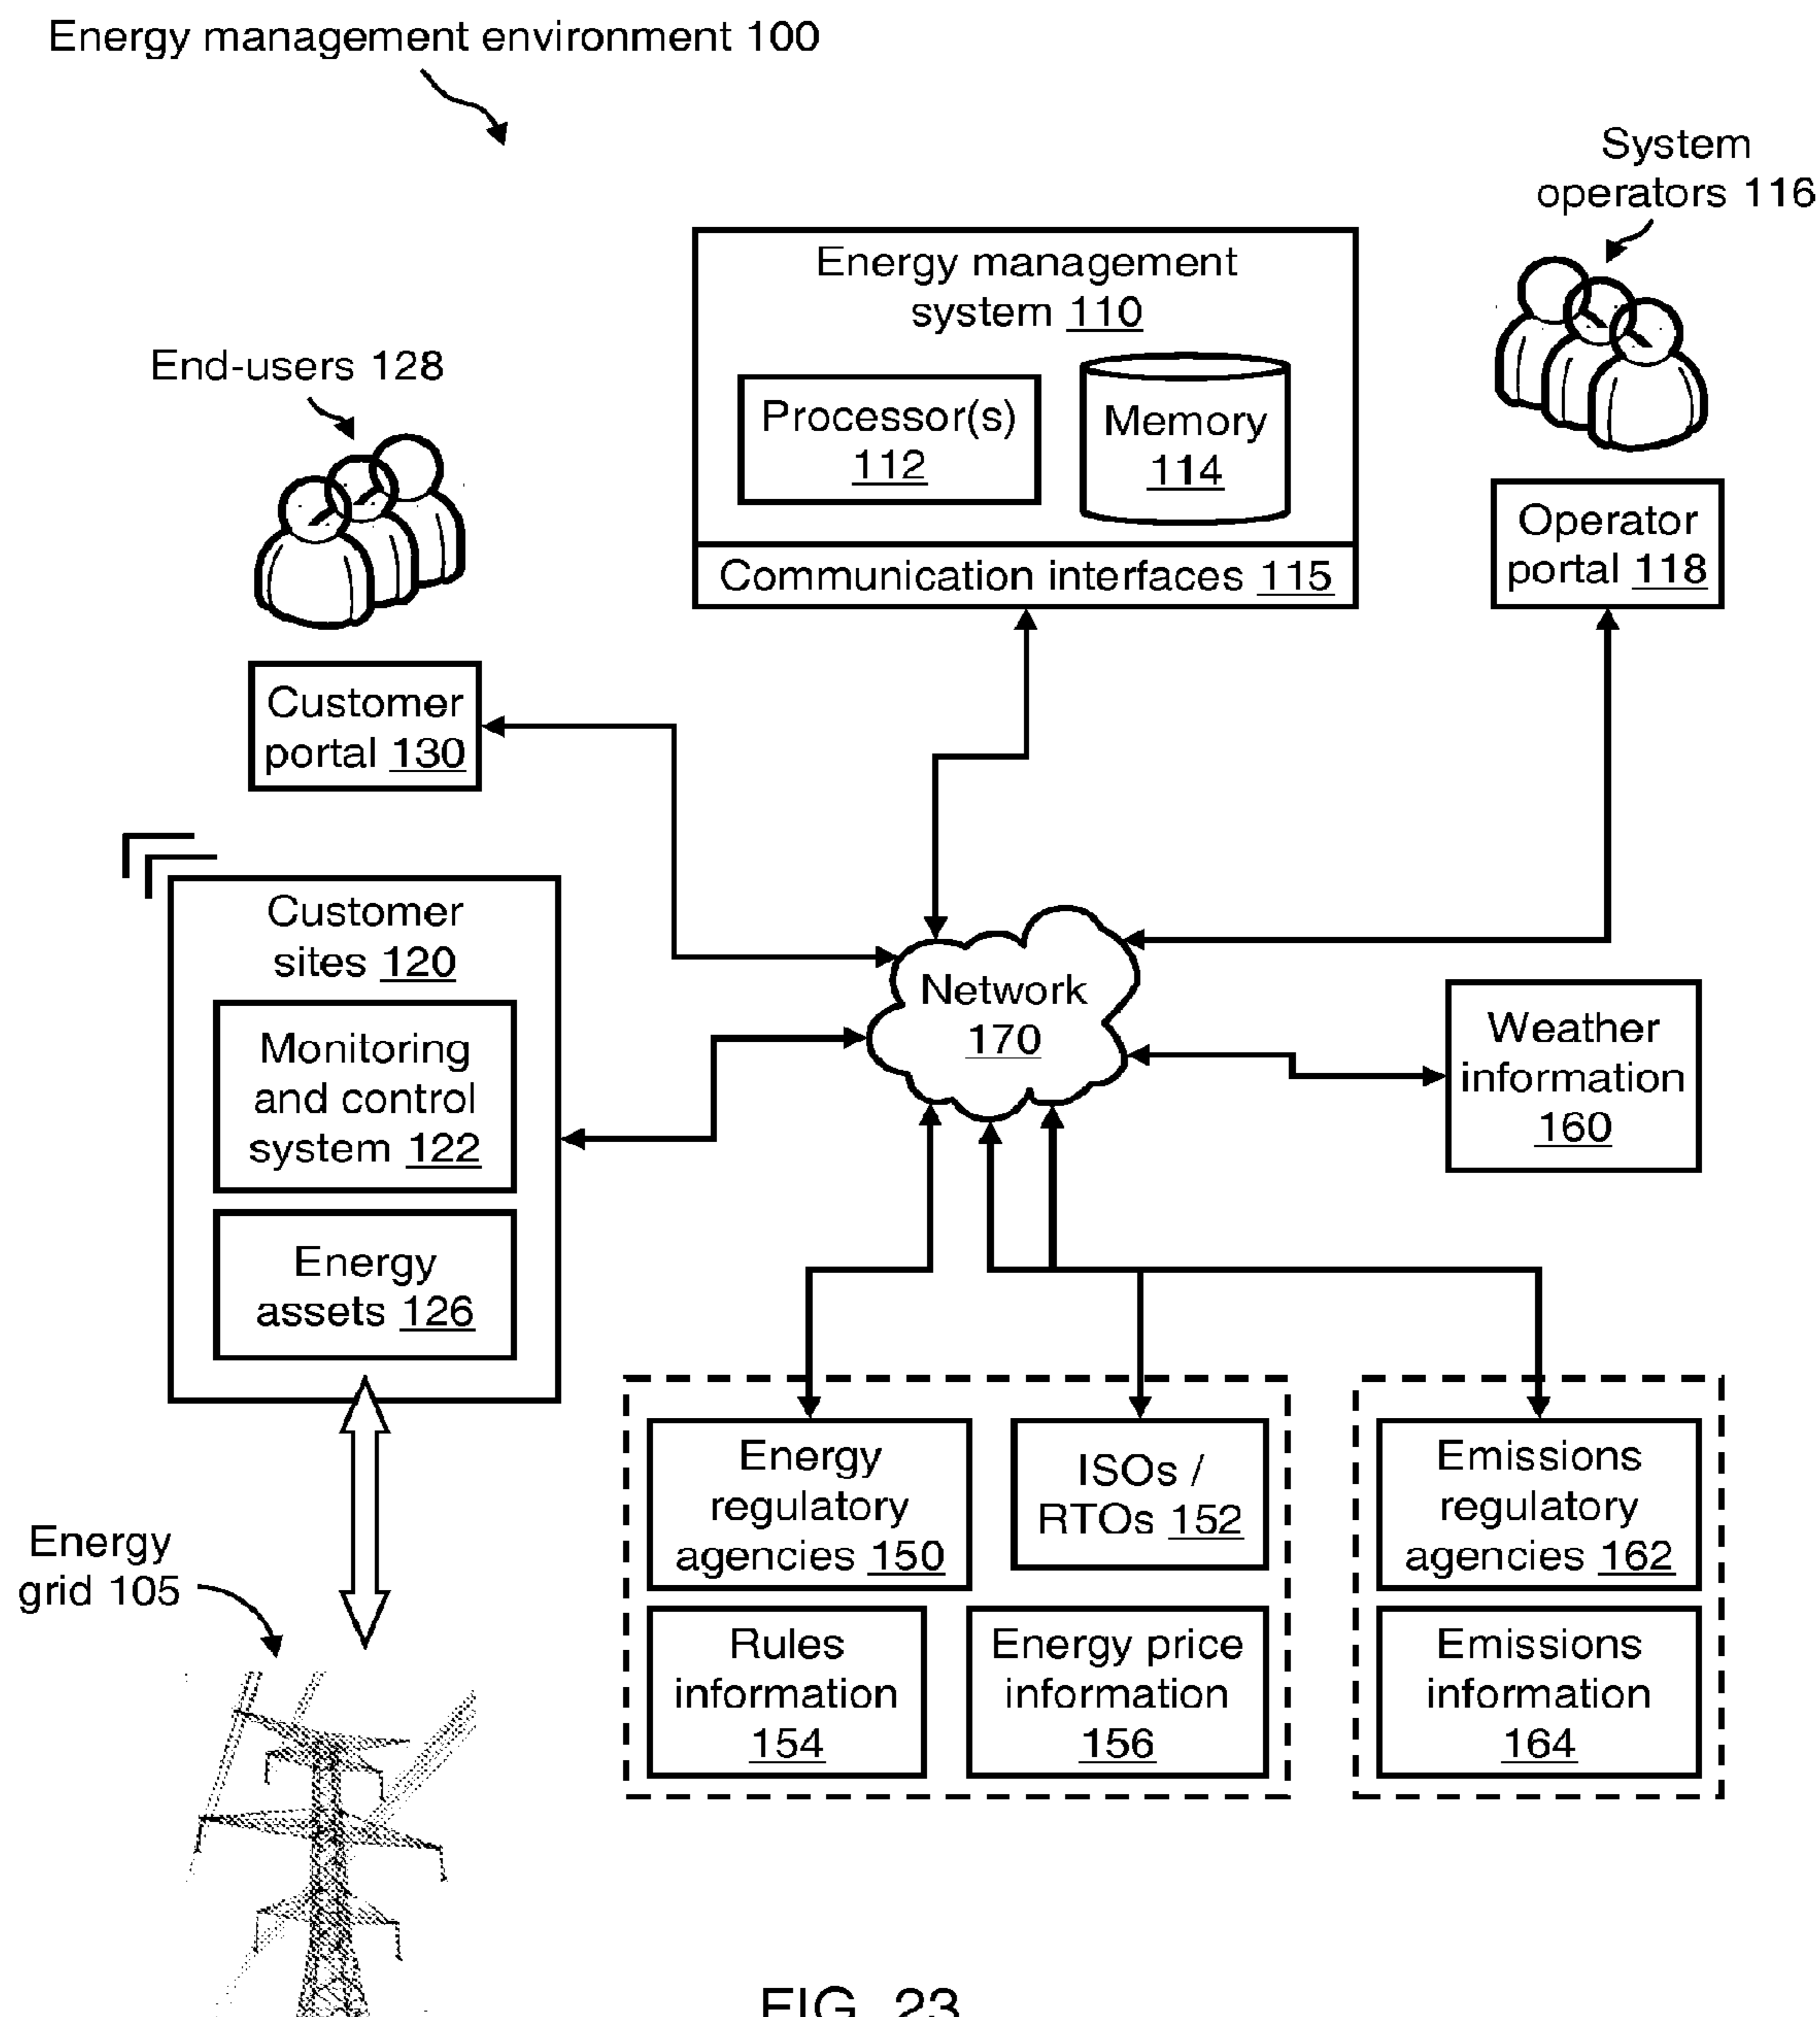 Energy management environment 100
System
operators 116
Energy management
system 110
Processor(s)
112
Memory
114
Communication interfaces 115
End-users 128
Operator
portal 118
Customer
portal 130
Customer
sites 120
Monitoring
and control
system 122
Energy
assets 126
Network
170
Weather
information
160
Energy
grid 105
Energy
regulatory
agencies 150
ISOs /
RTOs 152
Emissions
regulatory
agencies 162
Rules
information
154
Energy price
information
156
Emissions
information
164
FIG. 23